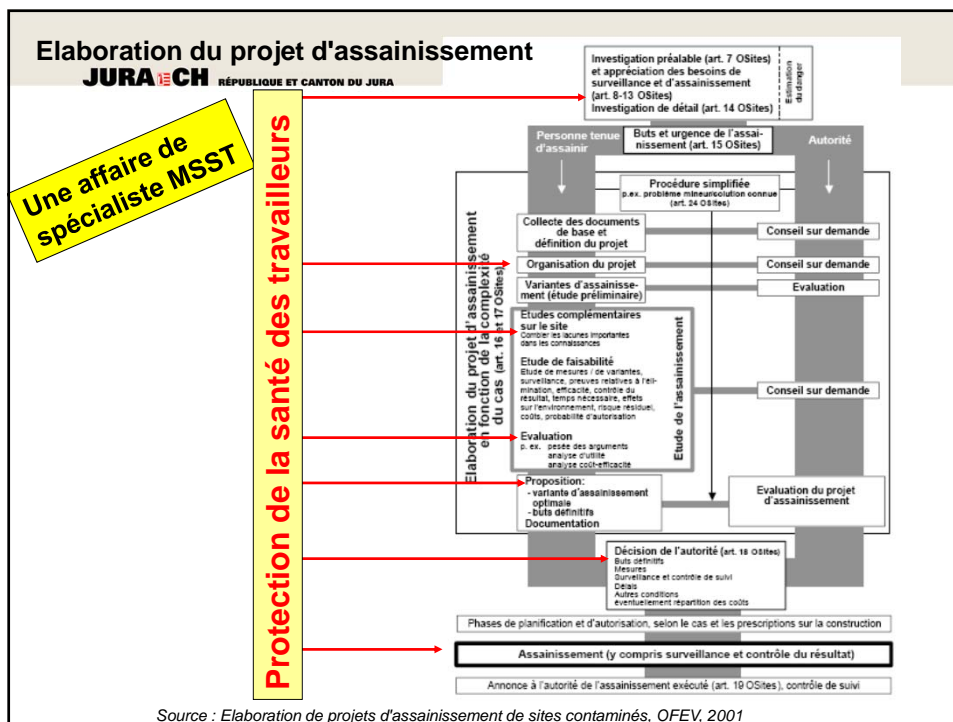 Elaboration du projet d'assainissement
JURA CH RÉPUBLIQUE ET CANTON DU JURA
Une affaire de
spécialiste MSST
Protection de la santé des travailleurs
Investigation préalable (art. 7 OSites)
et appréciation des besoins de
surveillance et d'assainissement
(art. 8-13 OSites)
Investigation de détail (art. 14 OSites)
Estimation
du danger
Personne tenue
d'assainir
Buts et urgence de l'assai-
nissement (art. 15 OSites)
Autorité
Procédure simplifiée
p.ex. problème mineur/solution connue
(art. 24 OSites)
Elaboration du projet d'assainissement
en fonction de la complexité
du cas (art. 16 et 17 OSites)
Collecte des documents
de base et
définition du projet
Conseil sur demande
Organisation du projet
Conseil sur demande
Variantes d'assainisse-
ment (étude préliminaire)
Evaluation
Etudes complémentaires
sur le site
Combler les lacunes importantes
dans les connaissances
Etude de faisabilité
Etude de mesures / de variantes,
surveillance, preuves relatives à l'éli-
mination, efficacité, contrôle du
résultat, temps nécessaire, effets
sur l'environnement, risque résiduel,
coûts, probabilité d'autorisation
Evaluation
p. ex. pesée des arguments
analyse d'utilité
analyse coût-efficacité
Etude de l'assainissement
Conseil sur demande
Proposition:
- variante d'assainissement
optimale
- buts définitifs
Documentation
Evaluation du projet
d'assainissement
Décision de l'autorité (art. 18 OSites)
Buts définitifs
Mesures
Surveillance et contrôle de suivi
Délais
Autres conditions
éventuellement répartition des coûts
Phases de planification et d'autorisation, selon le cas et les prescriptions sur la construction
Assainissement (y compris surveillance et contrôle du résultat)
Annonce à l'autorité de l'assainissement exécuté (art. 19 OSites), contrôle de suivi
Source : Elaboration de projets d'assainissement de sites contaminés, OFEV, 2001